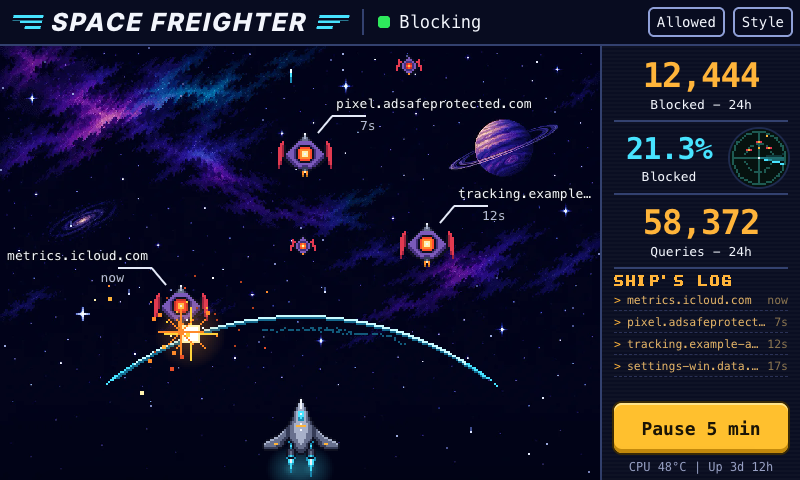 SPACE FREIGHTER
Blocking
Allowed
Style
pixel.adsafeprotected.com
7s
tracking.example…
12s
metrics.icloud.com
now
12,444
Blocked – 24h
21.3%
Blocked
58,372
Queries – 24h
SHIP'S LOG
> metrics.icloud.com now
> pixel.adsafeprotect… 7s
> tracking.example-a… 12s
> settings-win.data.… 17s
Pause 5 min
CPU 48°C | Up 3d 12h